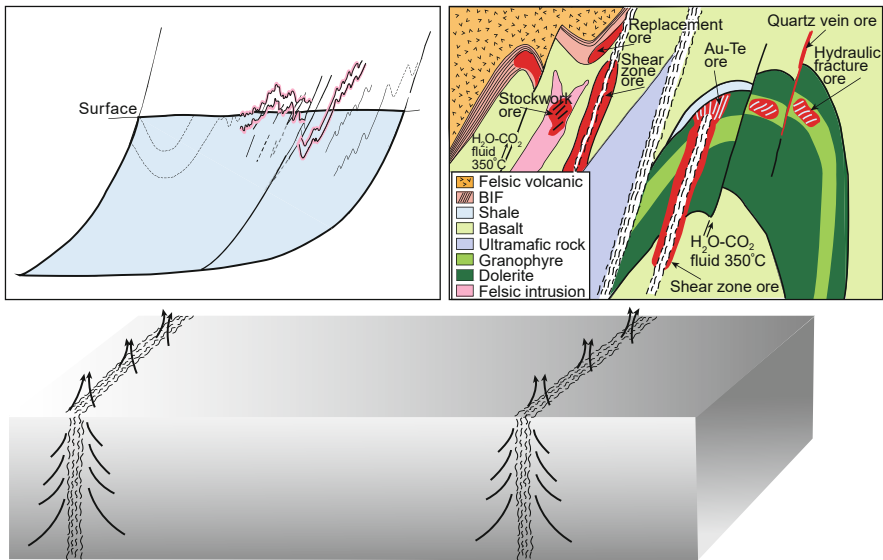 Surface
Replacement
ore
Shear
zone ore
Stockwork
ore
H₂O-CO₂
fluid
350°C
Quartz vein ore
Au-Te
ore
Hydraulic
fracture
ore
Felsic volcanic
BIF
Shale
Basalt
Ultramafic rock
Granophyre
Dolerite
Felsic intrusion
H₂O-CO₂
fluid 350°C
Shear zone ore